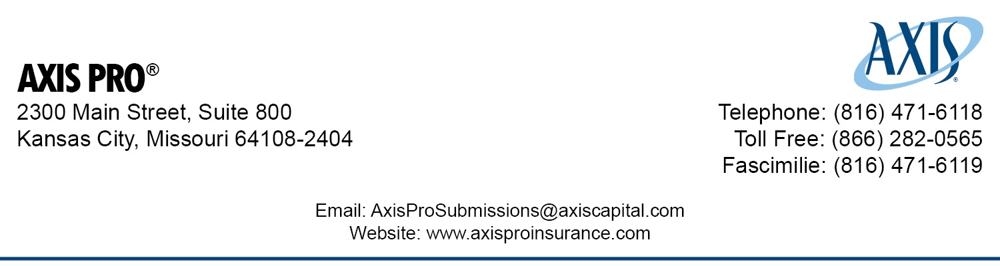 AXIS®
AXIS PRO®
2300 Main Street, Suite 800
Kansas City, Missouri 64108-2404
Telephone: (816) 471-6118
Toll Free: (866) 282-0565
Fascimilie: (816) 471-6119
Email: AxisProSubmissions@axiscapital.com
Website: www.axisproinsurance.com